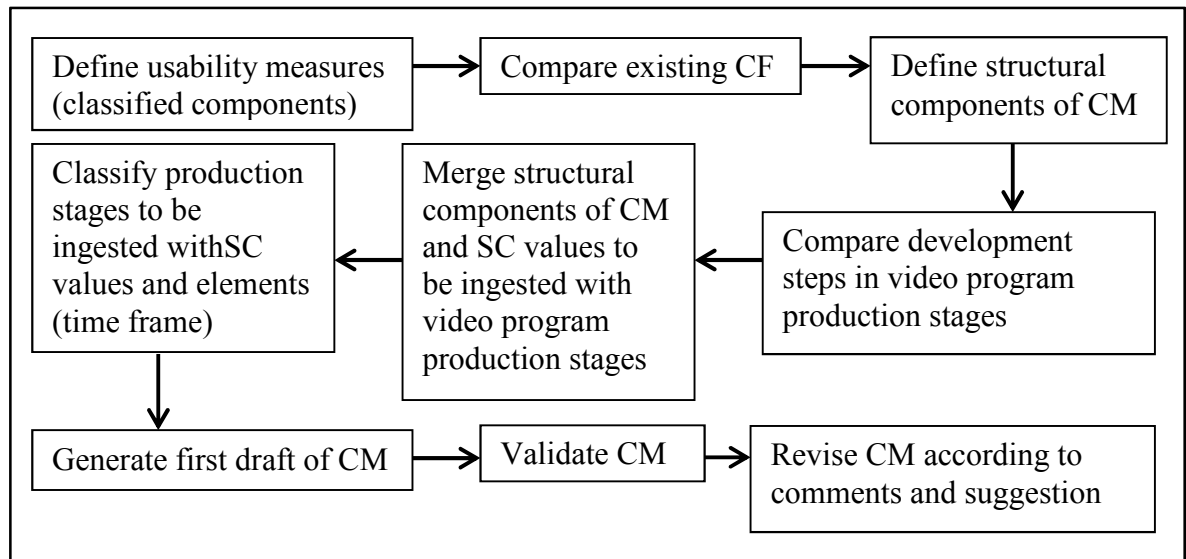 Define usability measures
(classified components)
Compare existing CF
Define structural
components of CM
Compare development
steps in video program
production stages
Merge structural
components of CM
and SC values to
be ingested with
video program
production stages
Classify production
stages to be
ingested withSC
values and elements
(time frame)
Generate first draft of CM
Validate CM
Revise CM according to
comments and suggestion